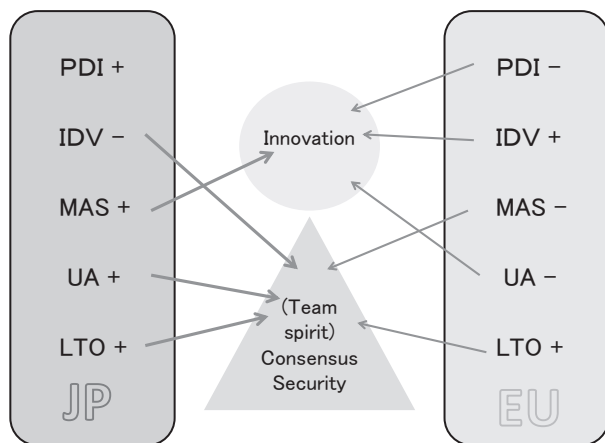 PDI +
IDV −
MAS +
UA +
LTO +
JP
Innovation
(Team
spirit)
Consensus
Security
PDI −
IDV +
MAS −
UA −
LTO +
EU